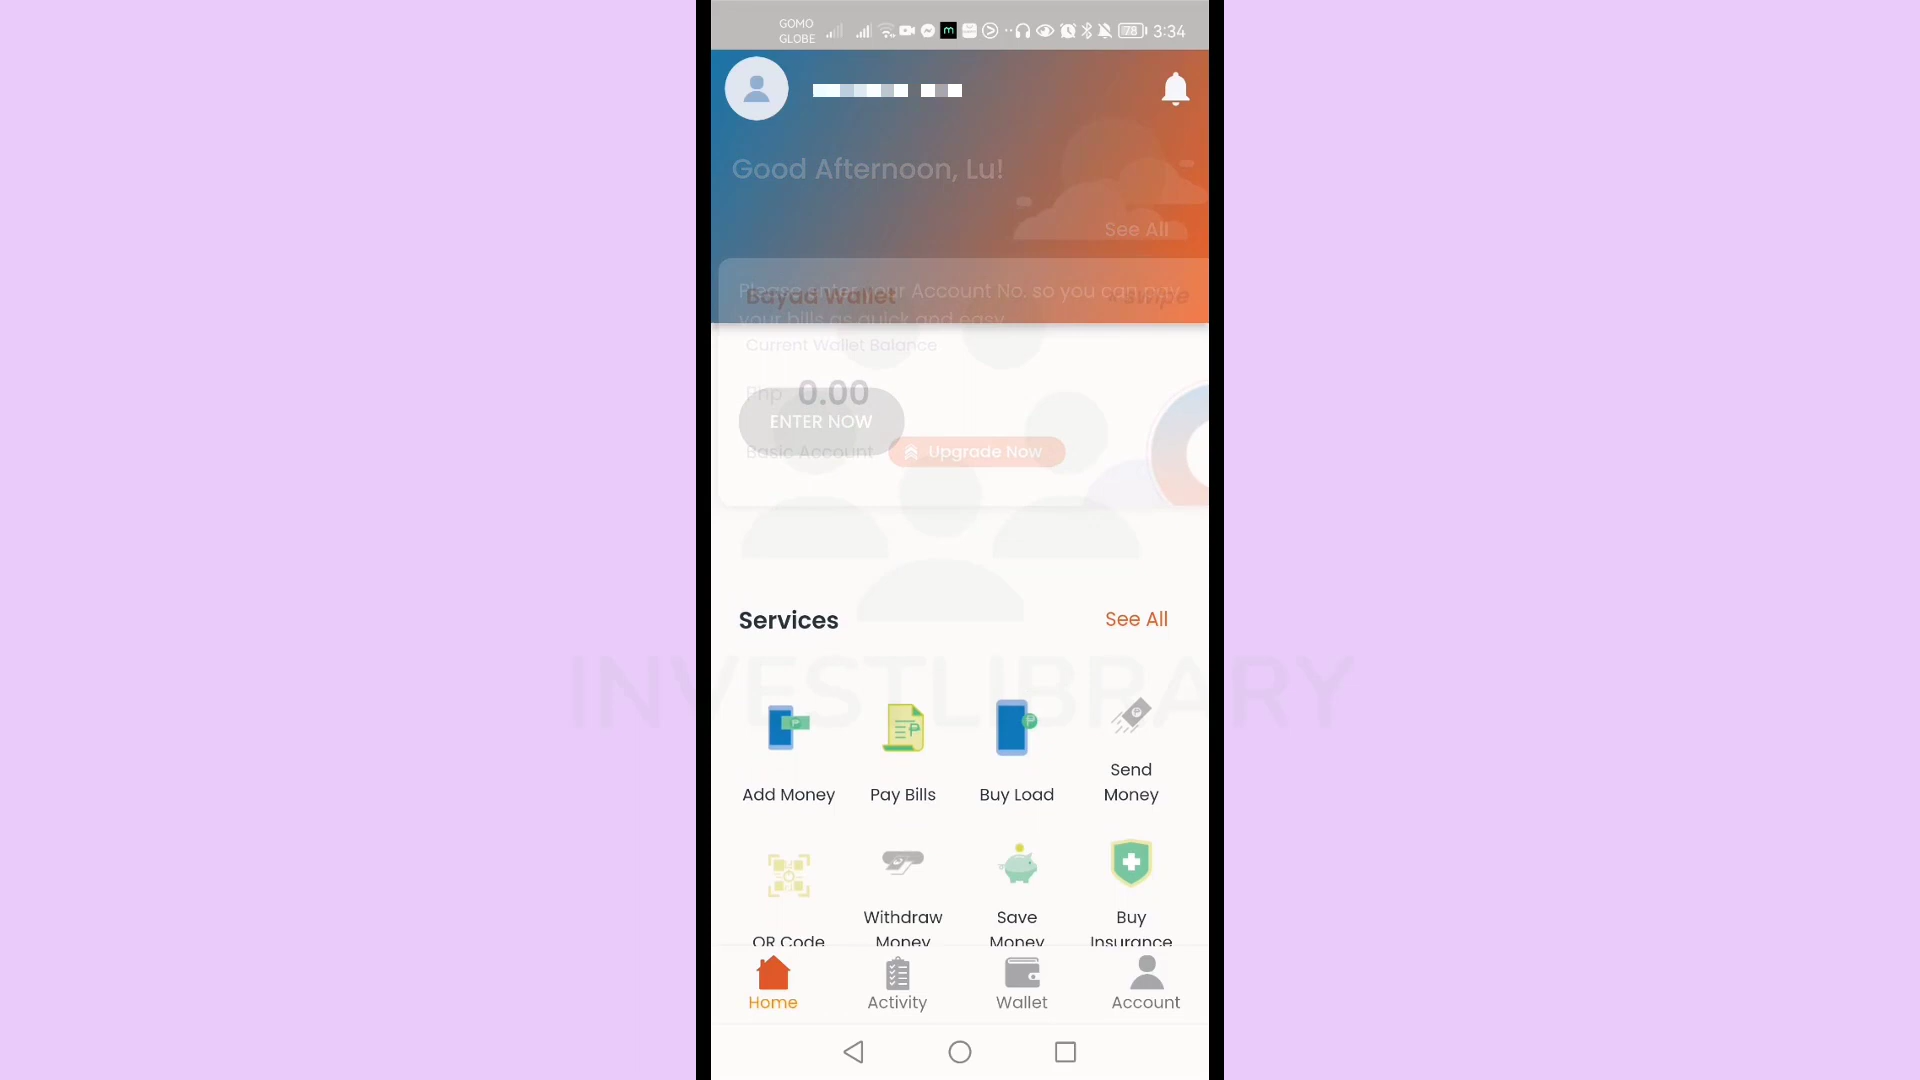 GOMO
GLOBE
78
3:34
Good Afternoon, Lu!
See All
Please enter your Account No. so you can pay
your bills as quick and easy
Bayad Wallet
swipe
Current Wallet Balance
Php 0.00
ENTER NOW
Basic Account
Upgrade Now
Services
See All
INVESTLIBRARY
Add Money
Pay Bills
Buy Load
Send
Money
QR Code
Withdraw
Money
Save
Money
Buy
Insurance
Home
Activity
Wallet
Account